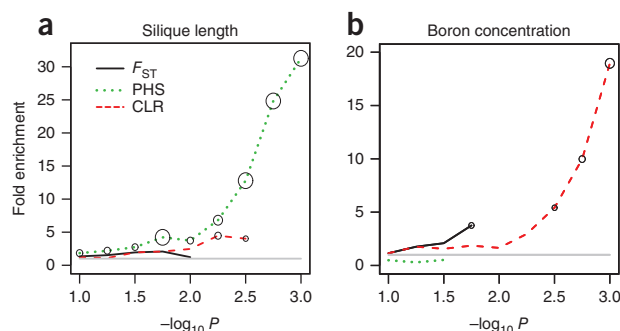 a
Silique length
Fold enrichment
30
25
20
15
10
5
0
F_ST
PHS
CLR
1.0 1.5 2.0 2.5 3.0
–log10 P
b
Boron concentration
20
15
10
5
0
1.0 1.5 2.0 2.5 3.0
–log10 P